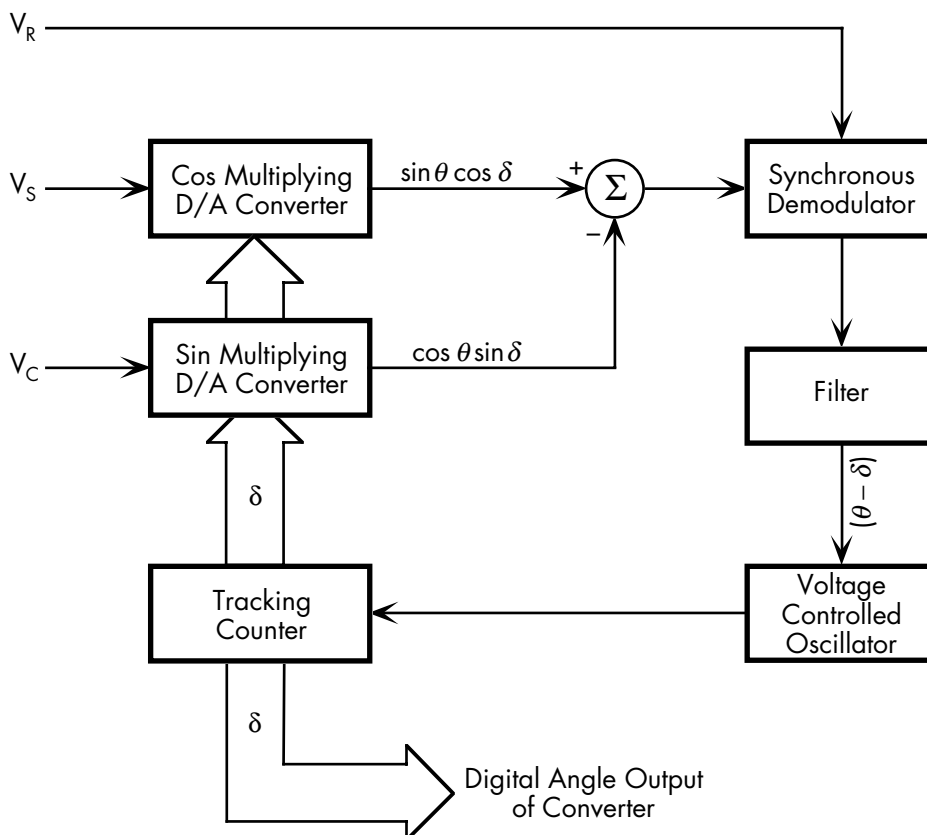 V_R
V_S
Cos Multiplying
D/A Converter
sin θ cos δ
+
Σ
−
Synchronous
Demodulator
V_C
Sin Multiplying
D/A Converter
cos θ sin δ
Filter
(θ − δ)
δ
Tracking
Counter
Voltage
Controlled
Oscillator
δ
Digital Angle Output
of Converter